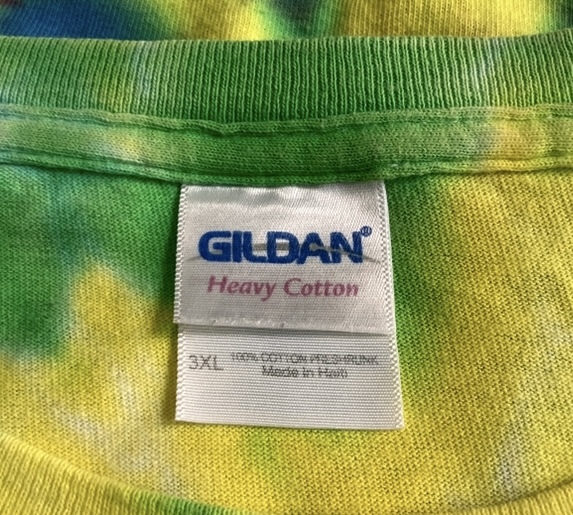 GILDAN®
Heavy Cotton
3XL 100% COTTON PRESHRUNK
Made in Haiti